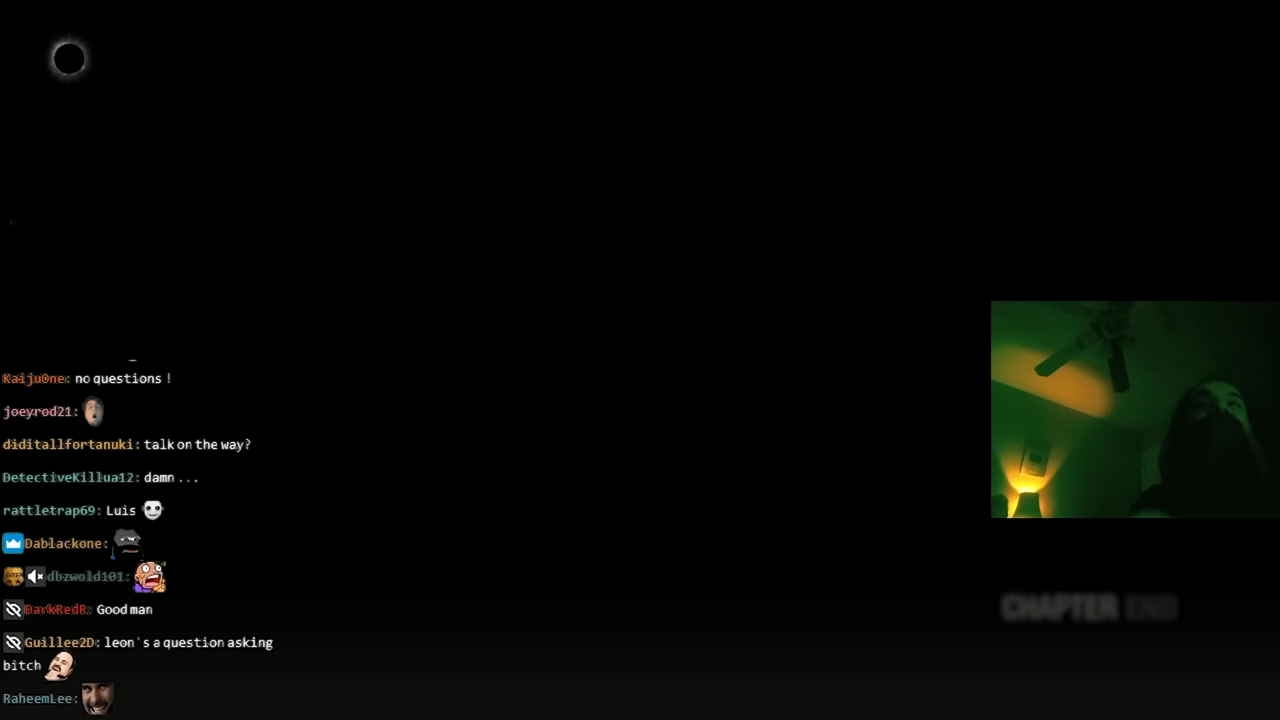 KaijuOne: no questions !
joeyrod21:
diditallfortanuki: talk on the way?
DetectiveKillua12: damn ...
rattletrap69: Luis
Dablackone:
dbzwold101:
DarkRedR: Good man
Guillee2D: leon's a question asking
bitch
RaheemLee:
CHAPTER END